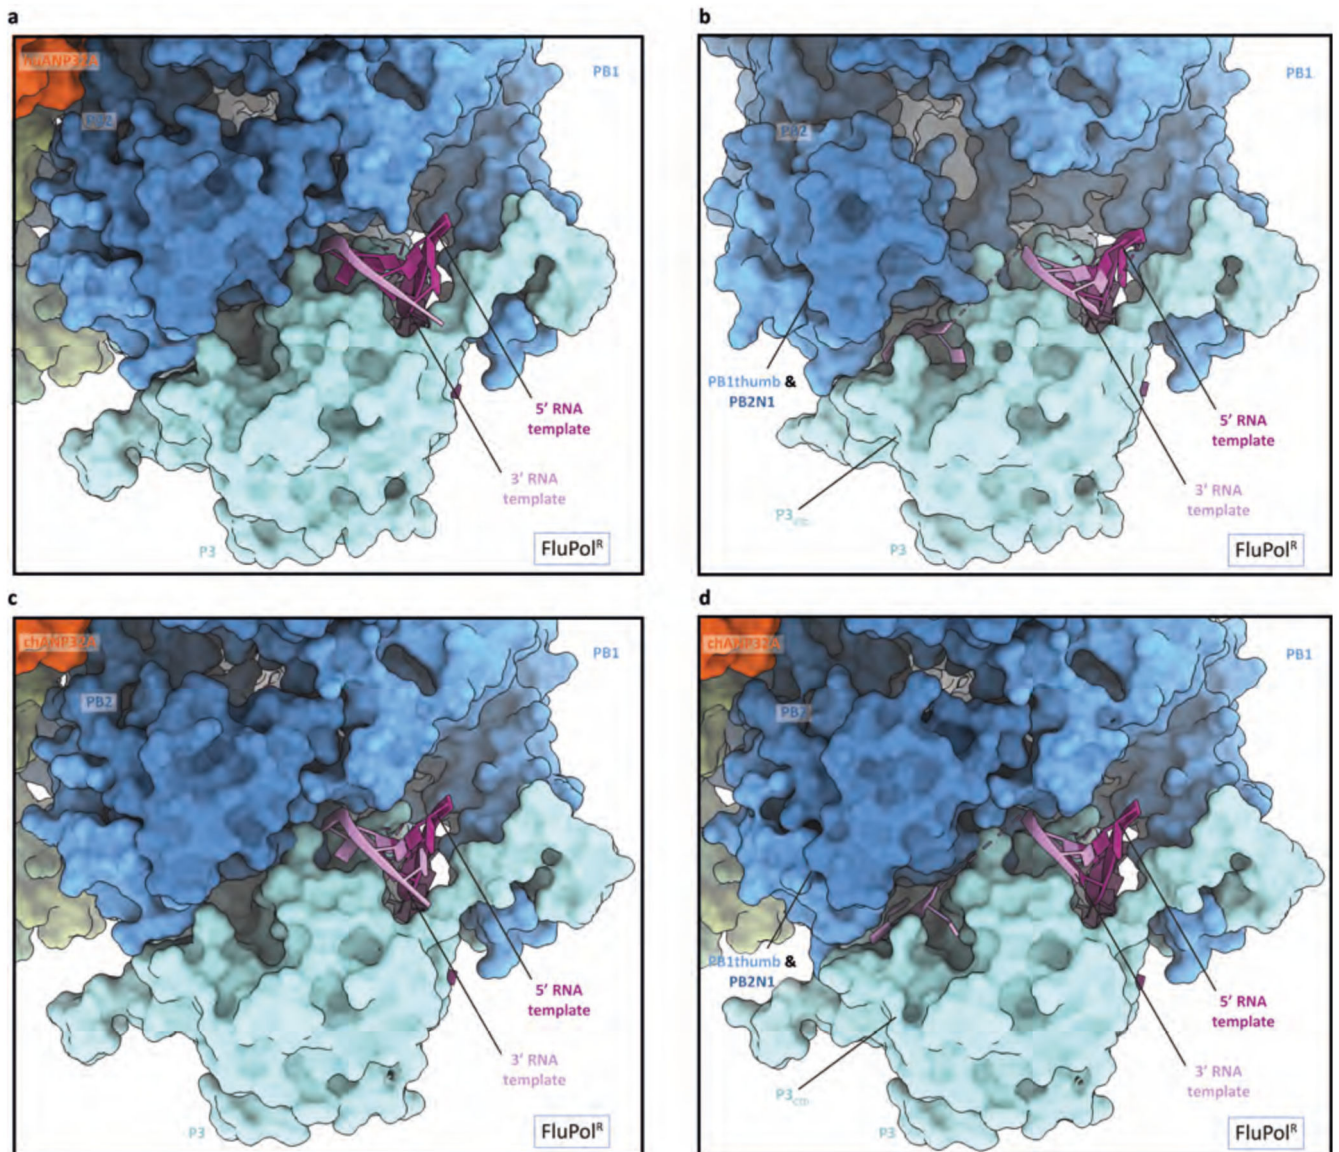 a
PB1
PB2
5' RNA
template
3' RNA
template
P3
FluPolᴿ
b
PB1
PB2
PB1thumb &
PB2N1
5' RNA
template
3' RNA
template
P3
P3
FluPolᴿ
c
chANP32A
PB1
PB2
5' RNA
template
3' RNA
template
P3
FluPolᴿ
d
chANP32A
PB1
PB2
PB1thumb &
PB2N1
5' RNA
template
3' RNA
template
P3CTD
P3
FluPolᴿ